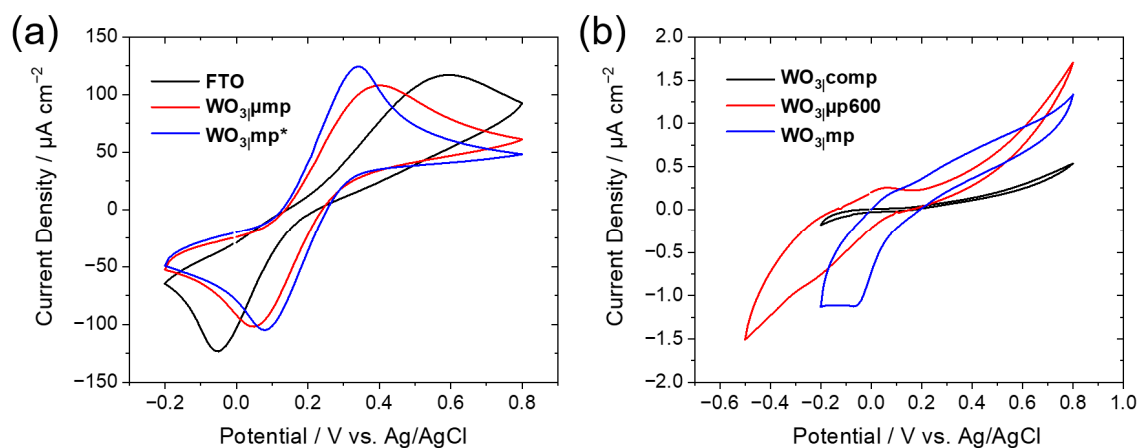 (a)
Current Density / µA cm⁻²
150
100
50
0
−50
−100
−150
FTO
WO₃|µmp
WO₃|mp*
−0.2 0.0 0.2 0.4 0.6 0.8
Potential / V vs. Ag/AgCl
(b)
Current Density / µA cm⁻²
2.0
1.5
1.0
0.5
0.0
−0.5
−1.0
−1.5
−2.0
WO₃|comp
WO₃|µp600
WO₃|mp
−0.6 −0.4 −0.2 0.0 0.2 0.4 0.6 0.8 1.0
Potential / V vs. Ag/AgCl